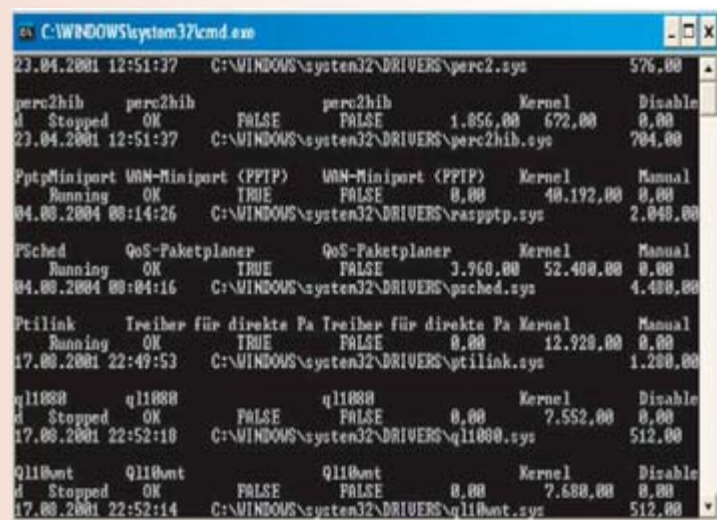 C:\WINDOWS\system32\cmd.exe
23.04.2001 12:51:37 C:\WINDOWS\system32\DRIVERS\perc2.sys 576,00
perc2hib perc2hib perc2hib Kernel Disable
d Stopped OK FALSE FALSE 1.856,00 672,00 0,00
23.04.2001 12:51:37 C:\WINDOWS\system32\DRIVERS\perc2hib.sys 704,00
PptpMiniport WAN-Miniport (PPTP) WAN-Miniport (PPTP) Kernel Manual
Running OK TRUE FALSE 0,00 40.192,00 0,00
04.08.2004 08:14:26 C:\WINDOWS\system32\DRIVERS\raspptp.sys 2.048,00
PSched QoS-Paketplaner QoS-Paketplaner Kernel Manual
Running OK TRUE FALSE 3.968,00 52.480,00 0,00
04.08.2004 08:04:16 C:\WINDOWS\system32\DRIVERS\psched.sys 4.480,00
Ptilink Treiber für direkte Pa Treiber für direkte Pa Kernel Manual
Running OK TRUE FALSE 0,00 12.928,00 0,00
17.08.2001 22:49:53 C:\WINDOWS\system32\DRIVERS\ptilink.sys 1.280,00
ql1080 ql1080 ql1080 Kernel Disable
d Stopped OK FALSE FALSE 0,00 7.552,00 0,00
17.08.2001 22:52:18 C:\WINDOWS\system32\DRIVERS\ql1080.sys 512,00
Ql10wnt Ql10wnt Ql10wnt Kernel Disable
d Stopped OK FALSE FALSE 0,00 7.680,00 0,00
17.08.2001 22:52:14 C:\WINDOWS\system32\DRIVERS\ql10wnt.sys 512,00